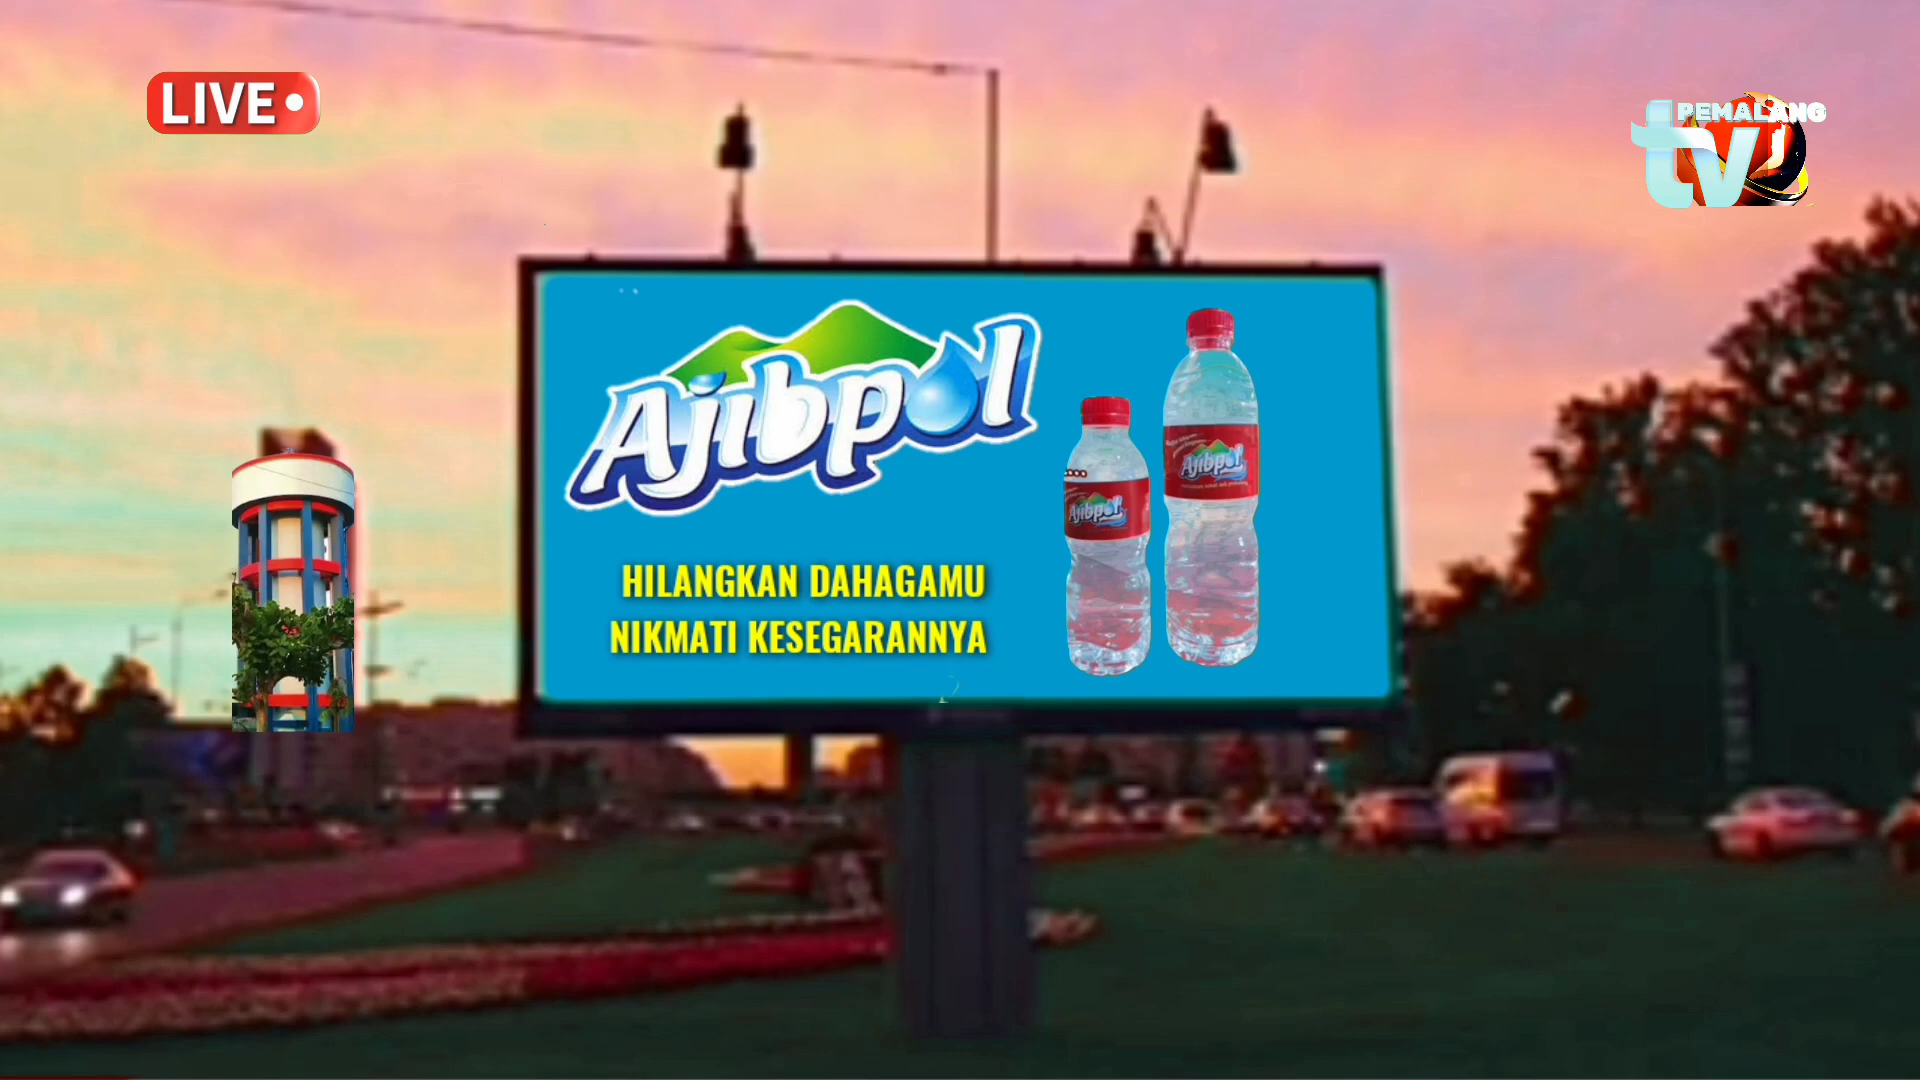 LIVE
PEMALANG
tv
Ajibpol
HILANGKAN DAHAGAMU
NIKMATI KESEGARANNYA
Ajibpol
Ajibpol